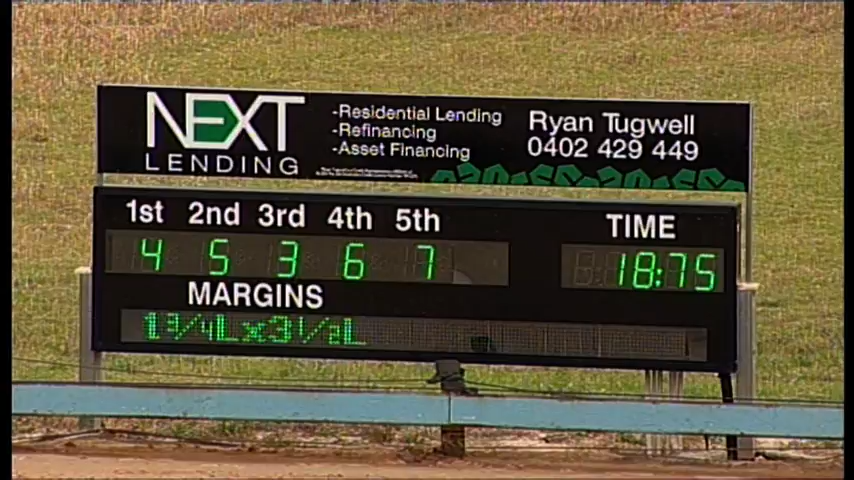 NEXT
LENDING
-Residential Lending
-Refinancing
-Asset Financing
Ryan Tugwell
0402 429 449
1st 2nd 3rd 4th 5th TIME
4 5 3 6 7 18:75
MARGINS
1 3/4L x 3 1/2L